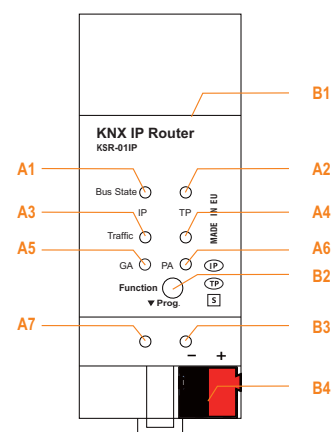 B1
KNX IP Router
KSR-01IP
A1
A2
Bus State
IP
TP
A3
A4
Traffic
MADE IN EU
A5
A6
GA
PA
IP
TP
B2
Function
▼ Prog.
S
A7
B3
− +
B4